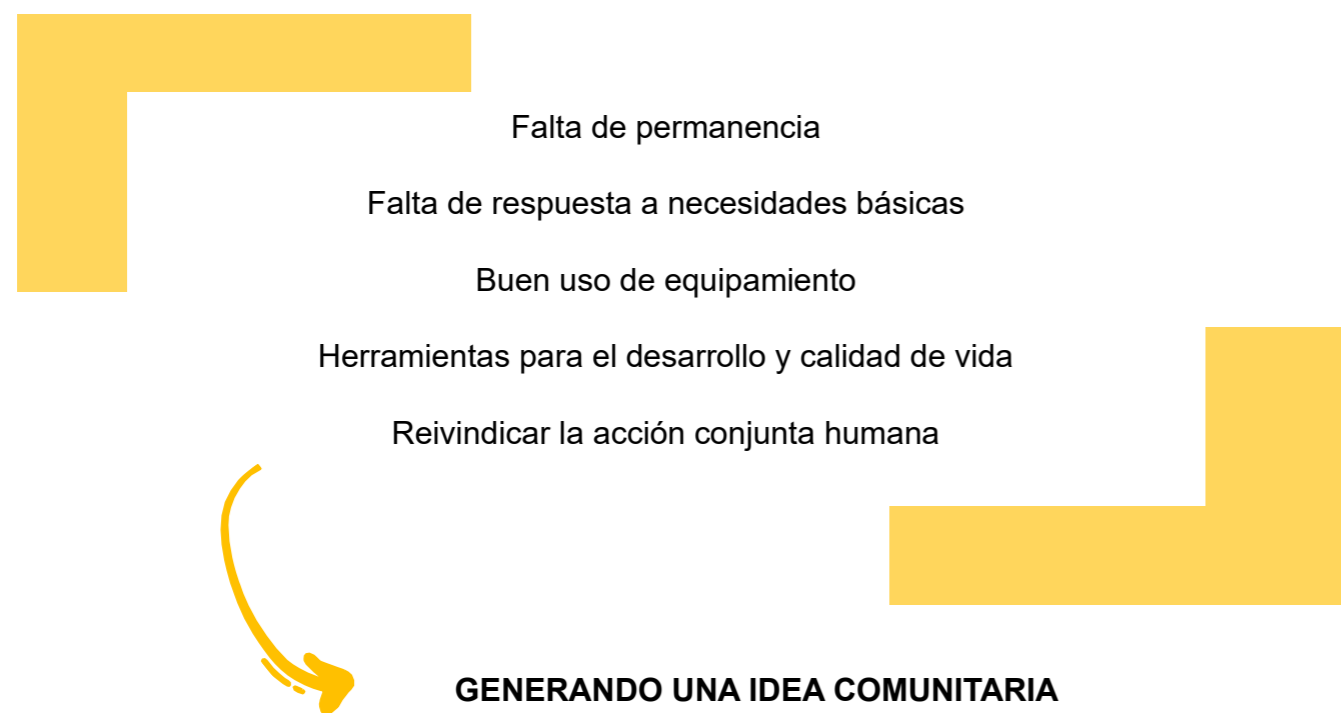 Falta de permanencia
Falta de respuesta a necesidades básicas
Buen uso de equipamiento
Herramientas para el desarrollo y calidad de vida
Reivindicar la acción conjunta humana
GENERANDO UNA IDEA COMUNITARIA